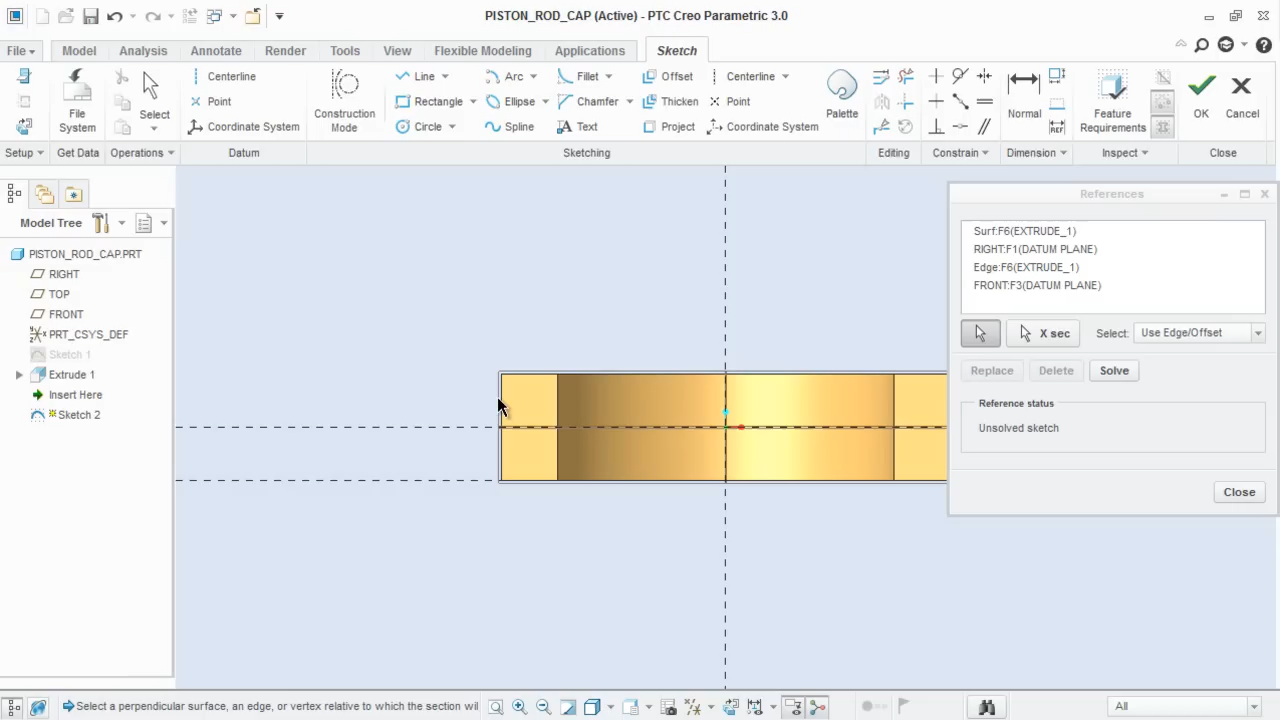 PISTON_ROD_CAP (Active) - PTC Creo Parametric 3.0
File Model Analysis Annotate Render Tools View Flexible Modeling Applications Sketch
File System
Select
Centerline
Point
Coordinate System
Construction Mode
Line Arc Fillet Offset Centerline
Rectangle Ellipse Chamfer Thicken Point
Circle Spline Text Project Coordinate System
Palette
Normal
REF
Feature Requirements
OK Cancel
Setup Get Data Operations Datum Sketching Editing Constrain Dimension Inspect Close
Model Tree
PISTON_ROD_CAP.PRT
RIGHT
TOP
FRONT
PRT_CSYS_DEF
Sketch 1
Extrude 1
Insert Here
Sketch 2
References
Surf:F6(EXTRUDE_1)
RIGHT:F1(DATUM PLANE)
Edge:F6(EXTRUDE_1)
FRONT:F3(DATUM PLANE)
X sec Select: Use Edge/Offset
Replace Delete Solve
Reference status
Unsolved sketch
Close
Select a perpendicular surface, an edge, or vertex relative to which the section wil
All